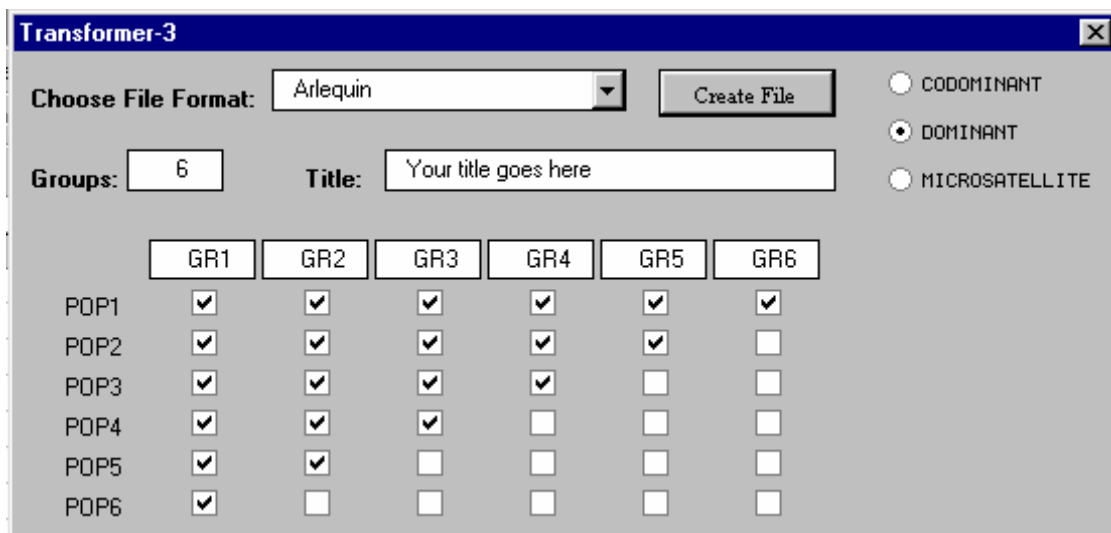 Transformer-3
Choose File Format: Arlequin Create File CODOMINANT
DOMINANT
Groups: 6 Title: Your title goes here MICROSATELLITE
GR1 GR2 GR3 GR4 GR5 GR6
POP1
POP2
POP3
POP4
POP5
POP6